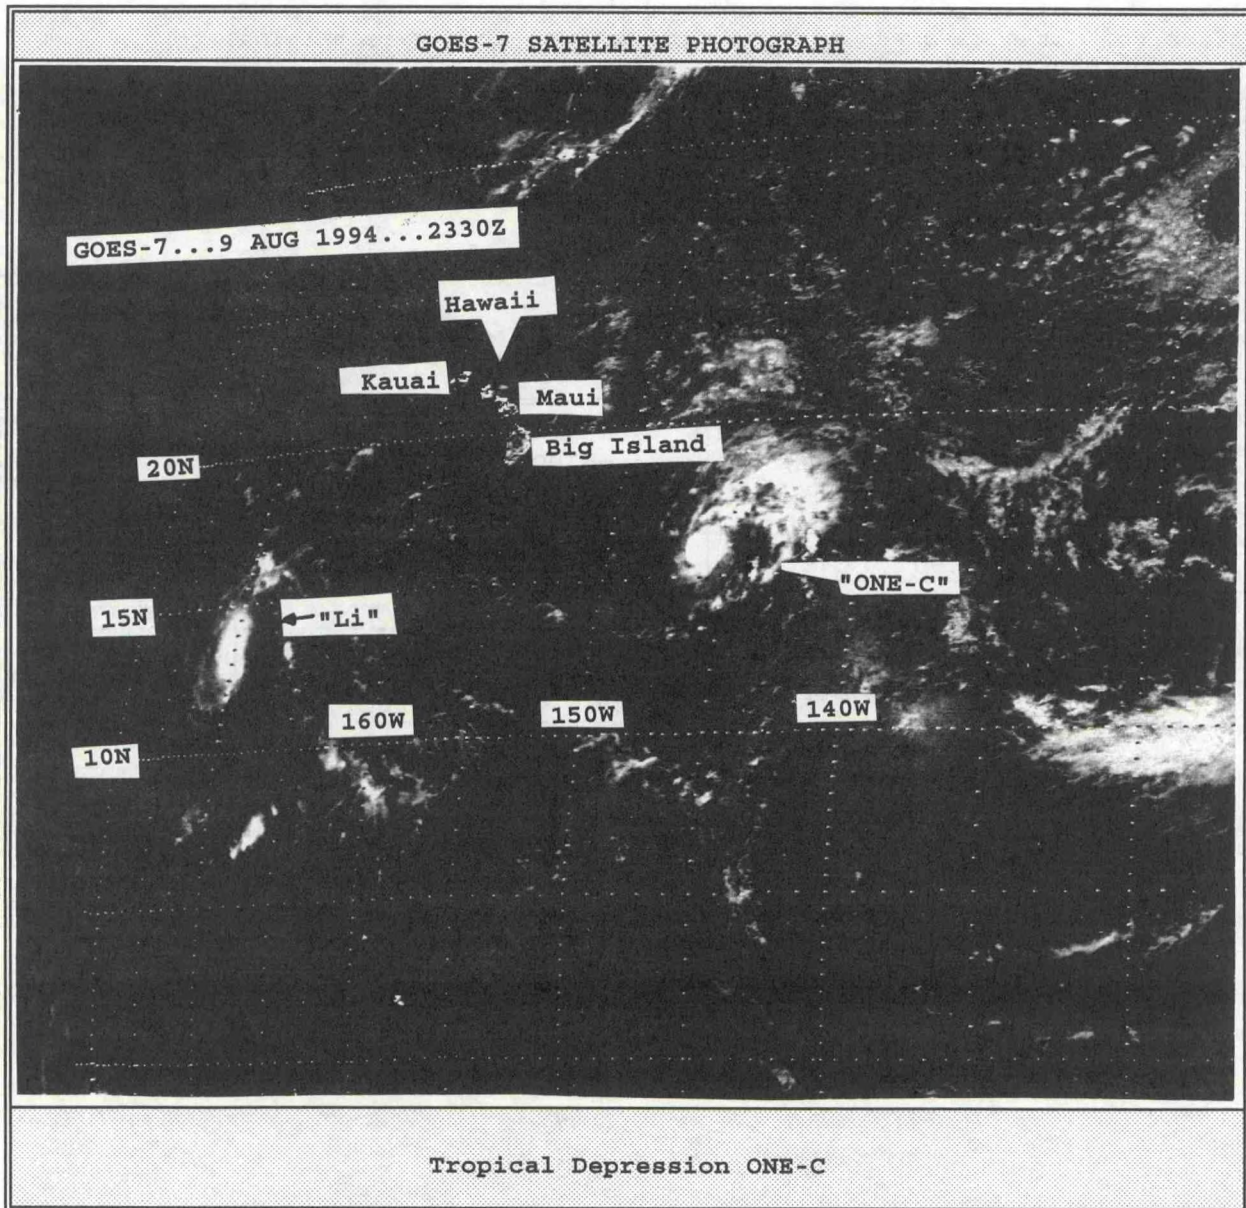 GOES-7 SATELLITE PHOTOGRAPH
GOES-7...9 AUG 1994...2330Z
Hawaii
Kauai
Maui
Big Island
20N
"ONE-C"
15N
"Li"
160W
150W
140W
10N
Tropical Depression ONE-C